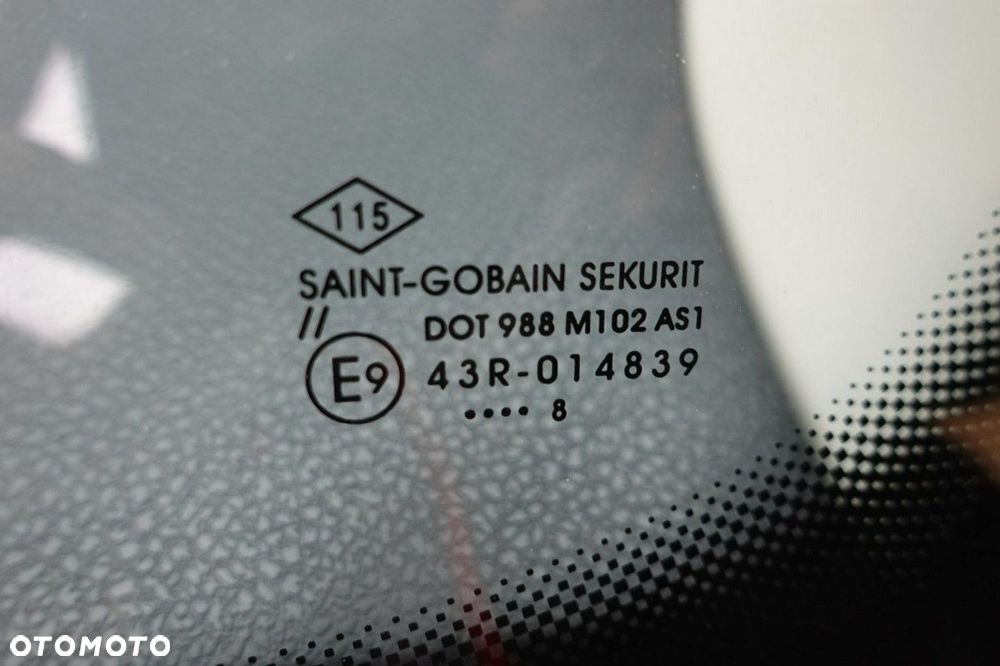 115
SAINT-GOBAIN SEKURIT
//
DOT 988 M102 AS1
E9
43R-014839
•••• 8
OTOMOTO